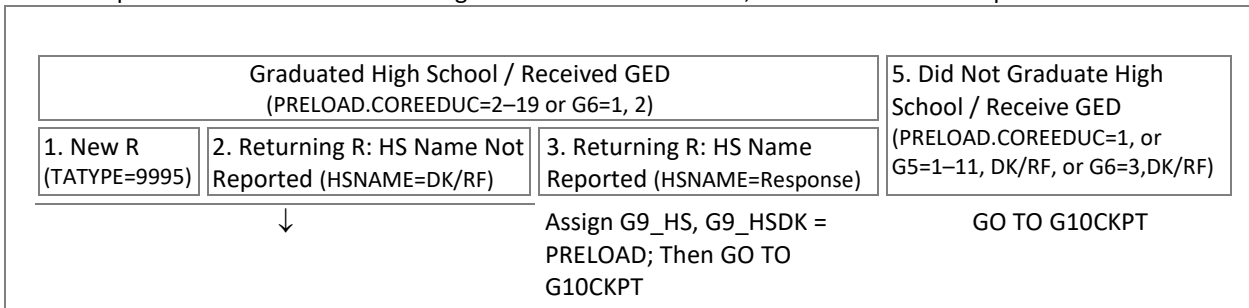 Graduated High School / Received GED
(PRELOAD.COREEDUC=2–19 or G6=1, 2)
5. Did Not Graduate High
School / Receive GED
(PRELOAD.COREEDUC=1, or
G5=1–11, DK/RF, or G6=3,DK/RF)
1. New R
(TATYPE=9995)
2. Returning R: HS Name Not
Reported (HSNAME=DK/RF)
3. Returning R: HS Name
Reported (HSNAME=Response)
↓
Assign G9_HS, G9_HSDK =
PRELOAD; Then GO TO
G10CKPT
GO TO G10CKPT